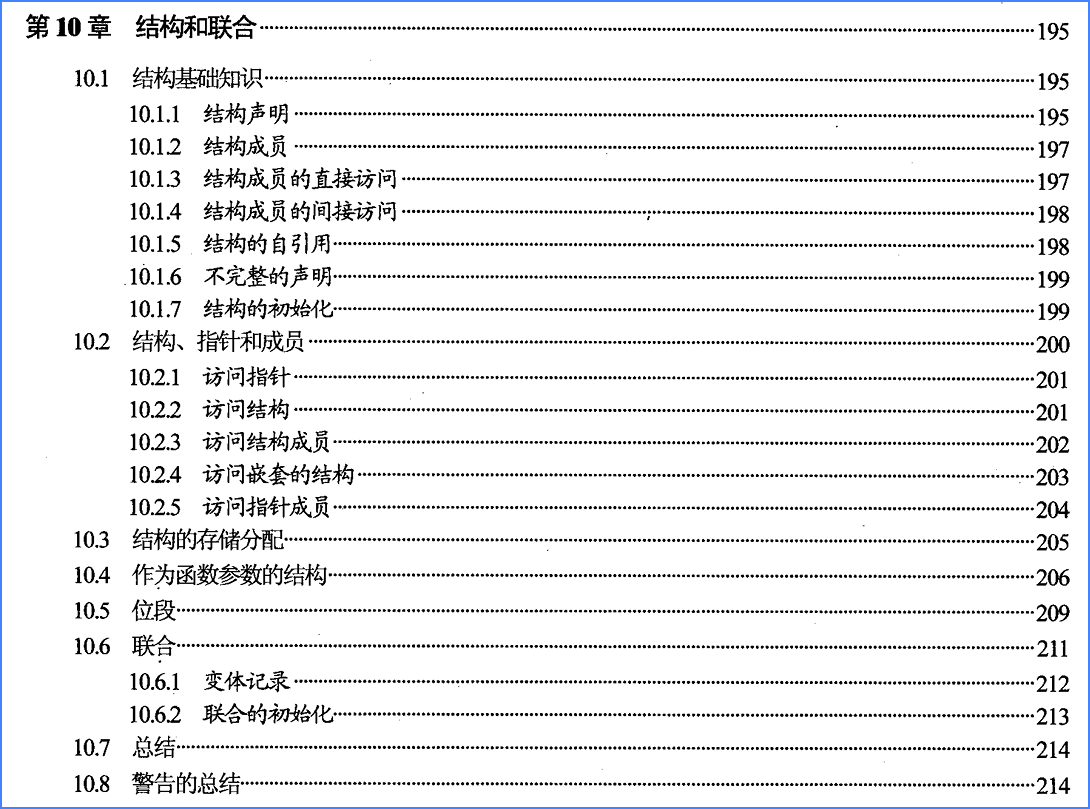 第 10 章 结构和联合 195
10.1 结构基础知识 195
10.1.1 结构声明 195
10.1.2 结构成员 197
10.1.3 结构成员的直接访问 197
10.1.4 结构成员的间接访问 198
10.1.5 结构的自引用 198
10.1.6 不完整的声明 199
10.1.7 结构的初始化 199
10.2 结构、指针和成员 200
10.2.1 访问指针 201
10.2.2 访问结构 201
10.2.3 访问结构成员 202
10.2.4 访问嵌套的结构 203
10.2.5 访问指针成员 204
10.3 结构的存储分配 205
10.4 作为函数参数的结构 206
10.5 位段 209
10.6 联合 211
10.6.1 变体记录 212
10.6.2 联合的初始化 213
10.7 总结 214
10.8 警告的总结 214